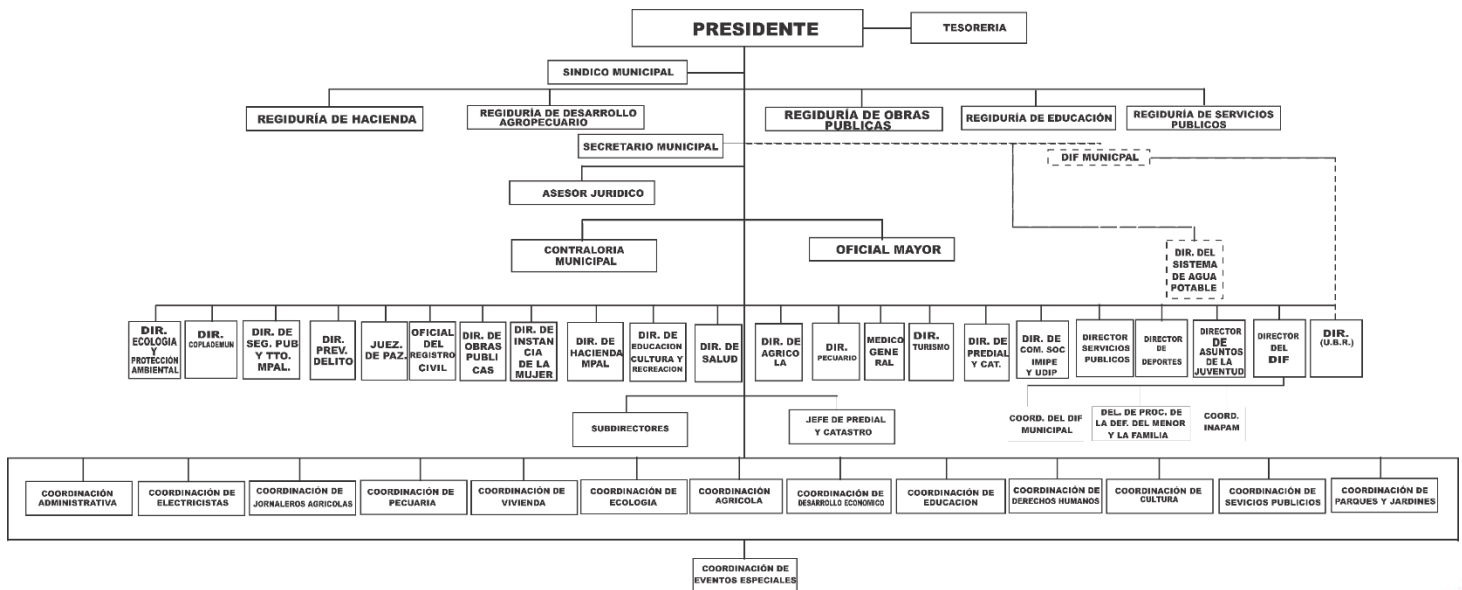 PRESIDENTE
TESORERIA
SINDICO MUNICIPAL
REGIDURÍA DE HACIENDA
REGIDURÍA DE DESARROLLO
AGROPECUARIO
REGIDURÍA DE OBRAS
PUBLICAS
REGIDURÍA DE EDUCACIÓN
REGIDURÍA DE SERVICIOS
PUBLICOS
SECRETARIO MUNICIPAL
DIF MUNICPAL
ASESOR JURIDICO
CONTRALORIA
MUNICIPAL
OFICIAL MAYOR
DIR. DEL
SISTEMA
DE AGUA
POTABLE
DIR.
ECOLOGIA
Y
PROTECCIÓN
AMBIENTAL
DIR.
COPLADEMUN
DIR. DE
SEG. PUB
Y TTO.
MPAL.
DIR.
PREV.
DELITO
JUEZ.
DE PAZ.
OFICIAL
DEL
REGISTRO
CIVIL
DIR. DE
OBRAS
PUBLI
CAS
DIR. DE
INSTAN
CIA
DE LA
MUJER
DIR.
DE
HACIENDA
MPAL
DIR. DE
EDUCACION
CULTURA Y
RECREACION
DIR.
DE
SALUD
DIR.
DE
AGRICO
LA
DIR.
PECUARIO
MEDICO
GENE
RAL
DIR.
TURISMO
DIR. DE
PREDIAL
Y CAT.
DIR. DE
COM. SOC
IMIPE
Y UDIP
DIRECTOR
SERVICIOS
PUBLICOS
DIRECTOR
DE
DEPORTES
DIRECTOR
DE
ASUNTOS
DE LA
JUVENTUD
DIRECTOR
DEL
DIF
DIR.
(U.B.R.)
SUBDIRECTORES
JEFE DE PREDIAL
Y CATASTRO
COORD. DEL DIF
MUNICIPAL
DEL. DE PROC. DE
LA DEF. DEL MENOR
Y LA FAMILIA
COORD.
INAPAM
COORDINACIÓN
ADMINISTRATIVA
COORDINACIÓN DE
ELECTRICISTAS
COORDINACIÓN DE
JORNALEROS AGRICOLAS
COORDINACIÓN DE
PECUARIA
COORDINACIÓN DE
VIVIENDA
COORDINACIÓN DE
ECOLOGIA
COORDINACIÓN
AGRICOLA
COORDINACIÓN DE
DESARROLLO ECONOMICO
COORDINACIÓN DE
EDUCACION
COORDINACIÓN DE
DERECHOS HUMANOS
COORDINACIÓN DE
CULTURA
COORDINACIÓN DE
SEVICIOS PUBLICIOS
COORDINACIÓN DE
PARQUES Y JARDINES
COORDINACIÓN DE
EVENTOS ESPECIALES